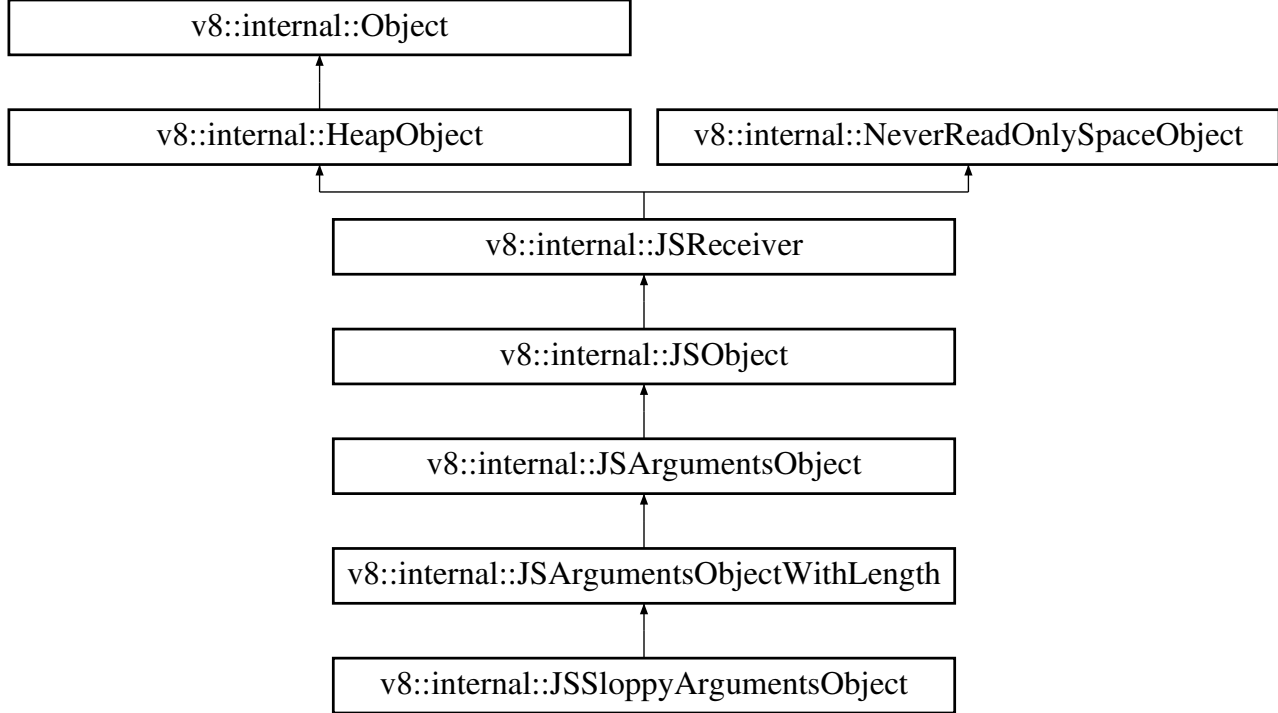 v8::internal::Object
v8::internal::HeapObject
v8::internal::NeverReadOnlySpaceObject
v8::internal::JSReceiver
v8::internal::JSObject
v8::internal::JSArgumentsObject
v8::internal::JSArgumentsObjectWithLength
v8::internal::JSSloppyArgumentsObject